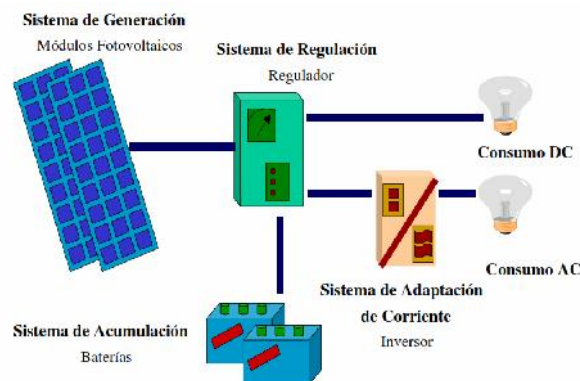 Sistema de Generación
Módulos Fotovoltaicos
Sistema de Regulación
Regulador
Consumo DC
Consumo AC
Sistema de Adaptación
de Corriente
Inversor
Sistema de Acumulación
Baterías